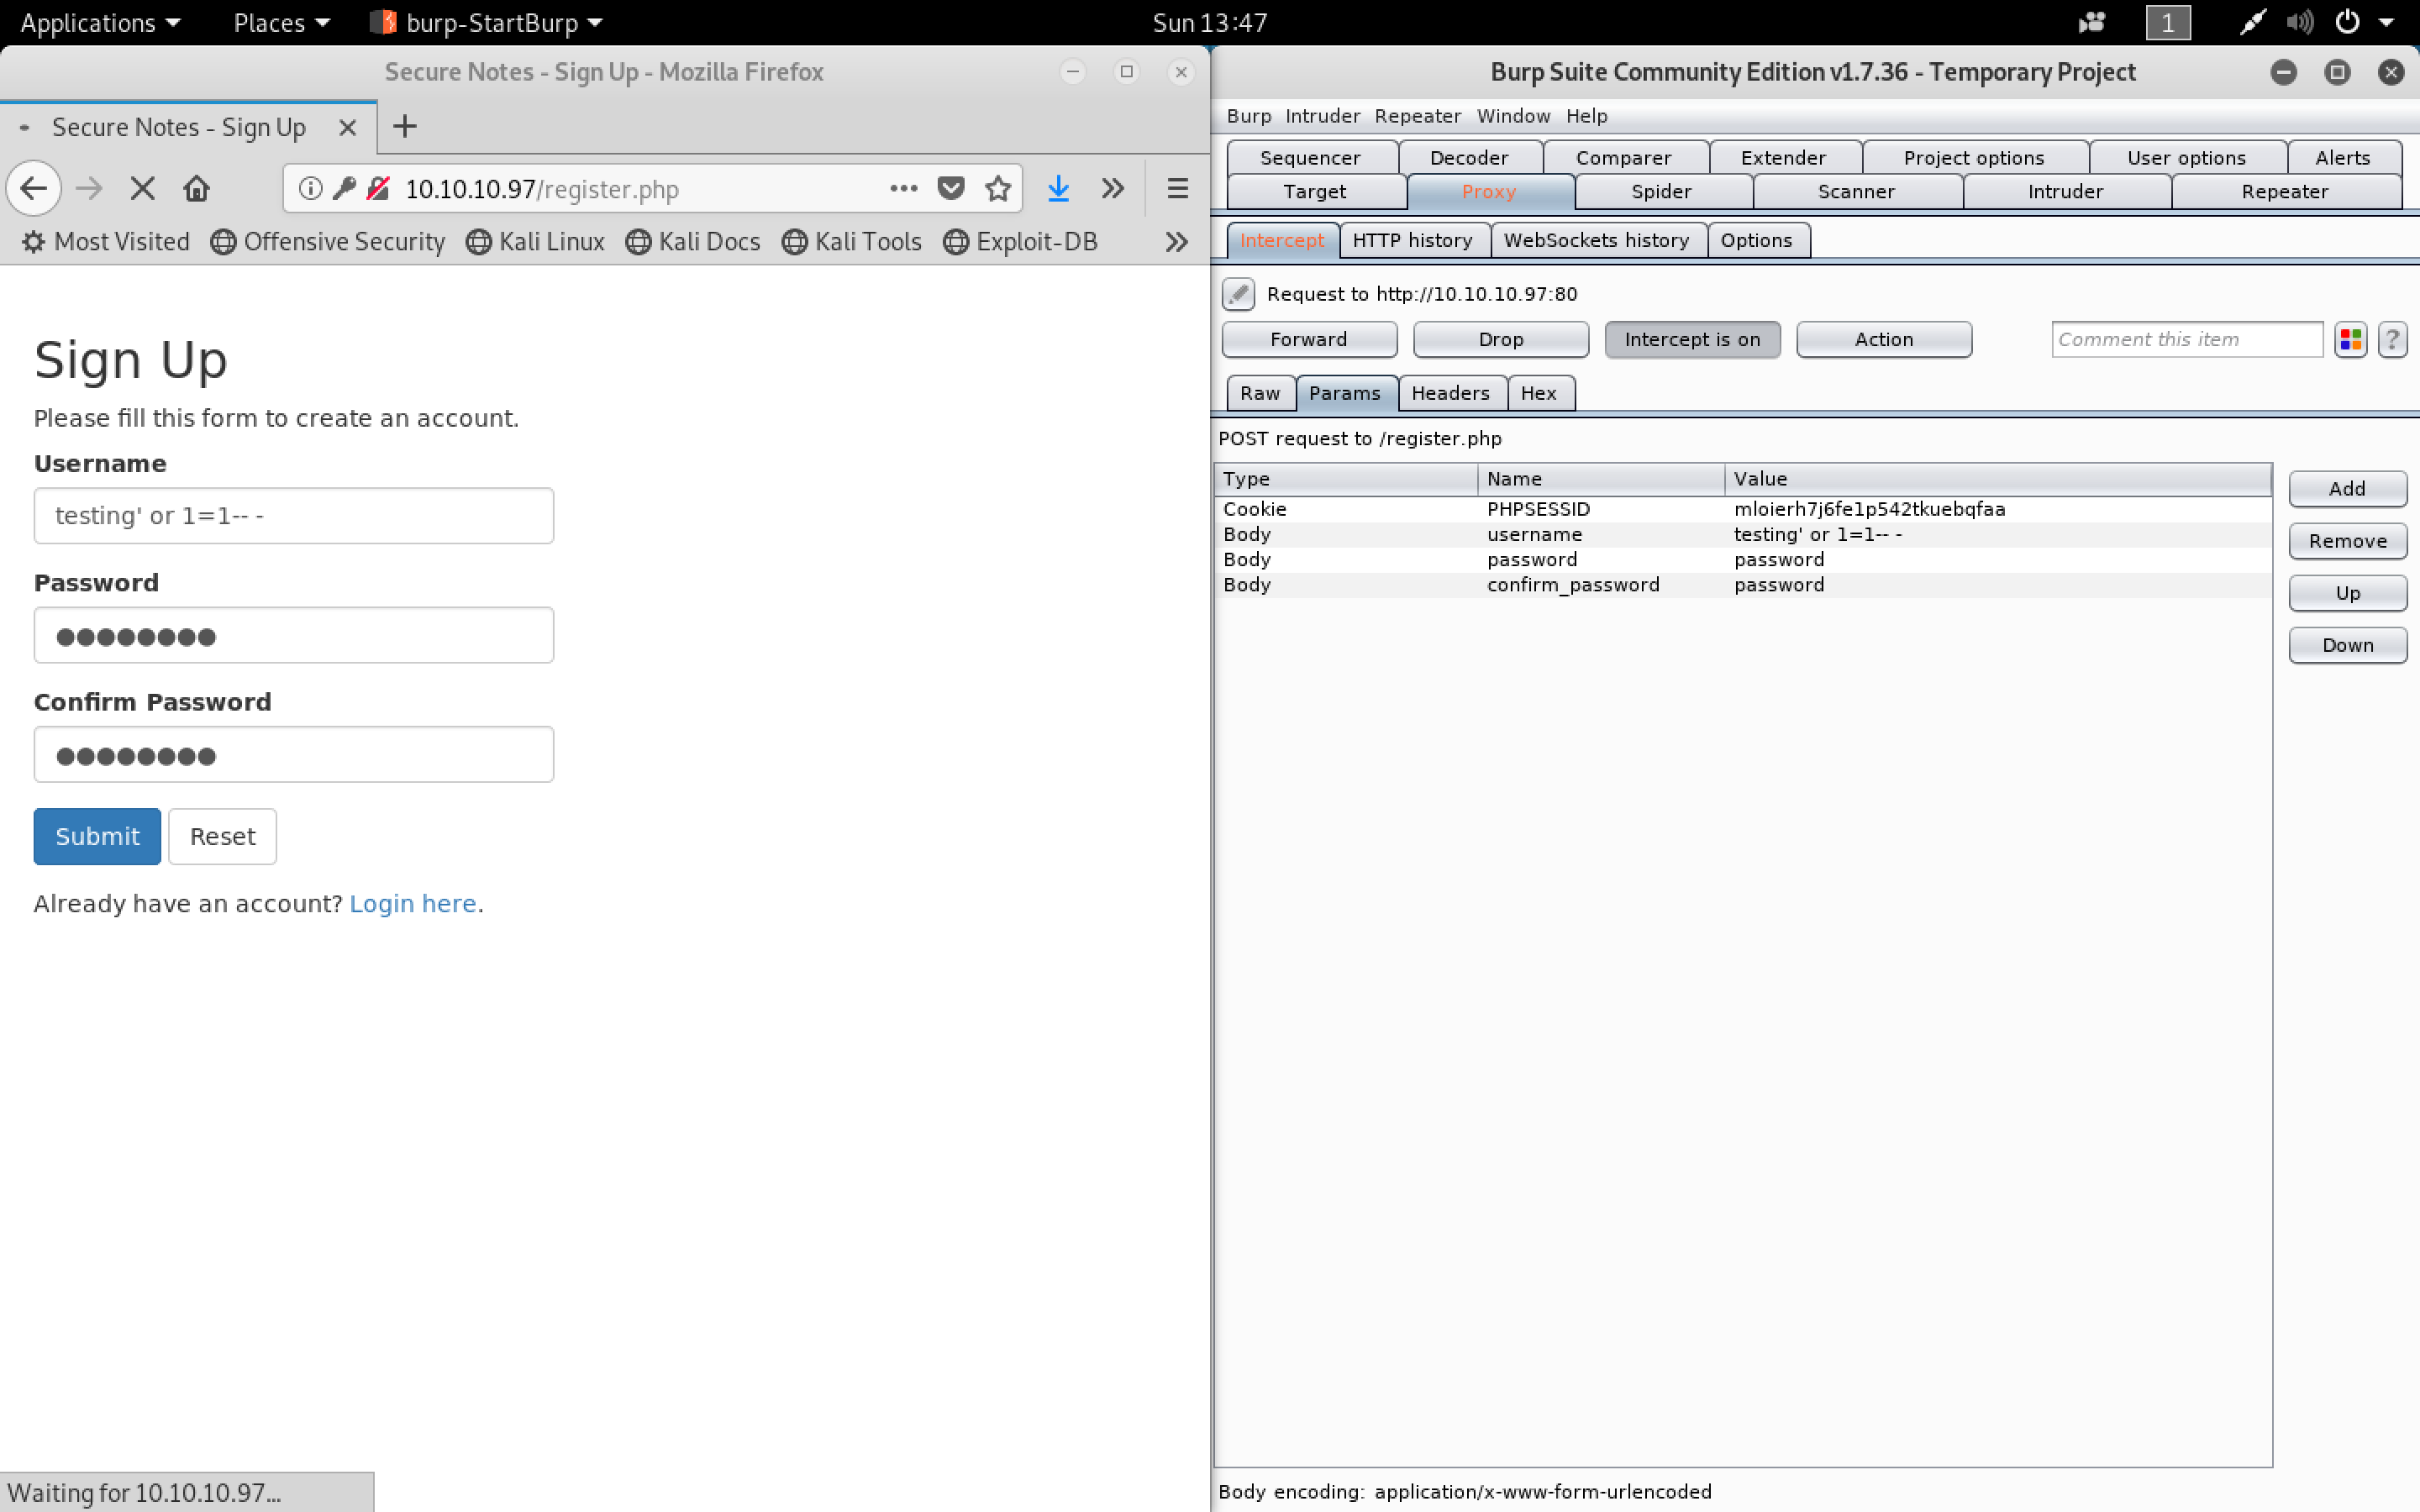 Applications Places burp-StartBurp Sun 13:47 1
Secure Notes - Sign Up - Mozilla Firefox
Secure Notes - Sign Up
10.10.10.97/register.php
Most Visited Offensive Security Kali Linux Kali Docs Kali Tools Exploit-DB
Sign Up
Please fill this form to create an account.
Username
testing' or 1=1-- -
Password
Confirm Password
Submit Reset
Already have an account? Login here.
Waiting for 10.10.10.97...
Burp Suite Community Edition v1.7.36 - Temporary Project
Burp Intruder Repeater Window Help
Sequencer Decoder Comparer Extender Project options User options Alerts
Target Proxy Spider Scanner Intruder Repeater
Intercept HTTP history WebSockets history Options
Request to http://10.10.10.97:80
Forward Drop Intercept is on Action Comment this item ?
Raw Params Headers Hex
POST request to /register.php
Type Name Value
Cookie PHPSESSID mloierh7j6fe1p542tkuebqfaa
Body username testing' or 1=1-- -
Body password password
Body confirm_password password
Add
Remove
Up
Down
Body encoding: application/x-www-form-urlencoded